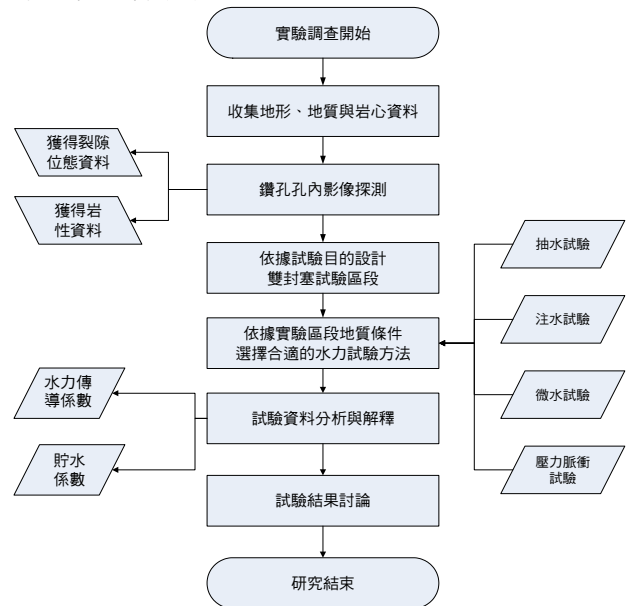 實驗調查開始
收集地形、地質與岩心資料
獲得裂隙
位態資料
鑽孔孔內影像探測
獲得岩
性資料
依據試驗目的設計
雙封塞試驗區段
抽水試驗
注水試驗
依據實驗區段地質條件
選擇合適的水力試驗方法
水力傳
導係數
微水試驗
試驗資料分析與解釋
貯水
係數
壓力脈衝
試驗
試驗結果討論
研究結束